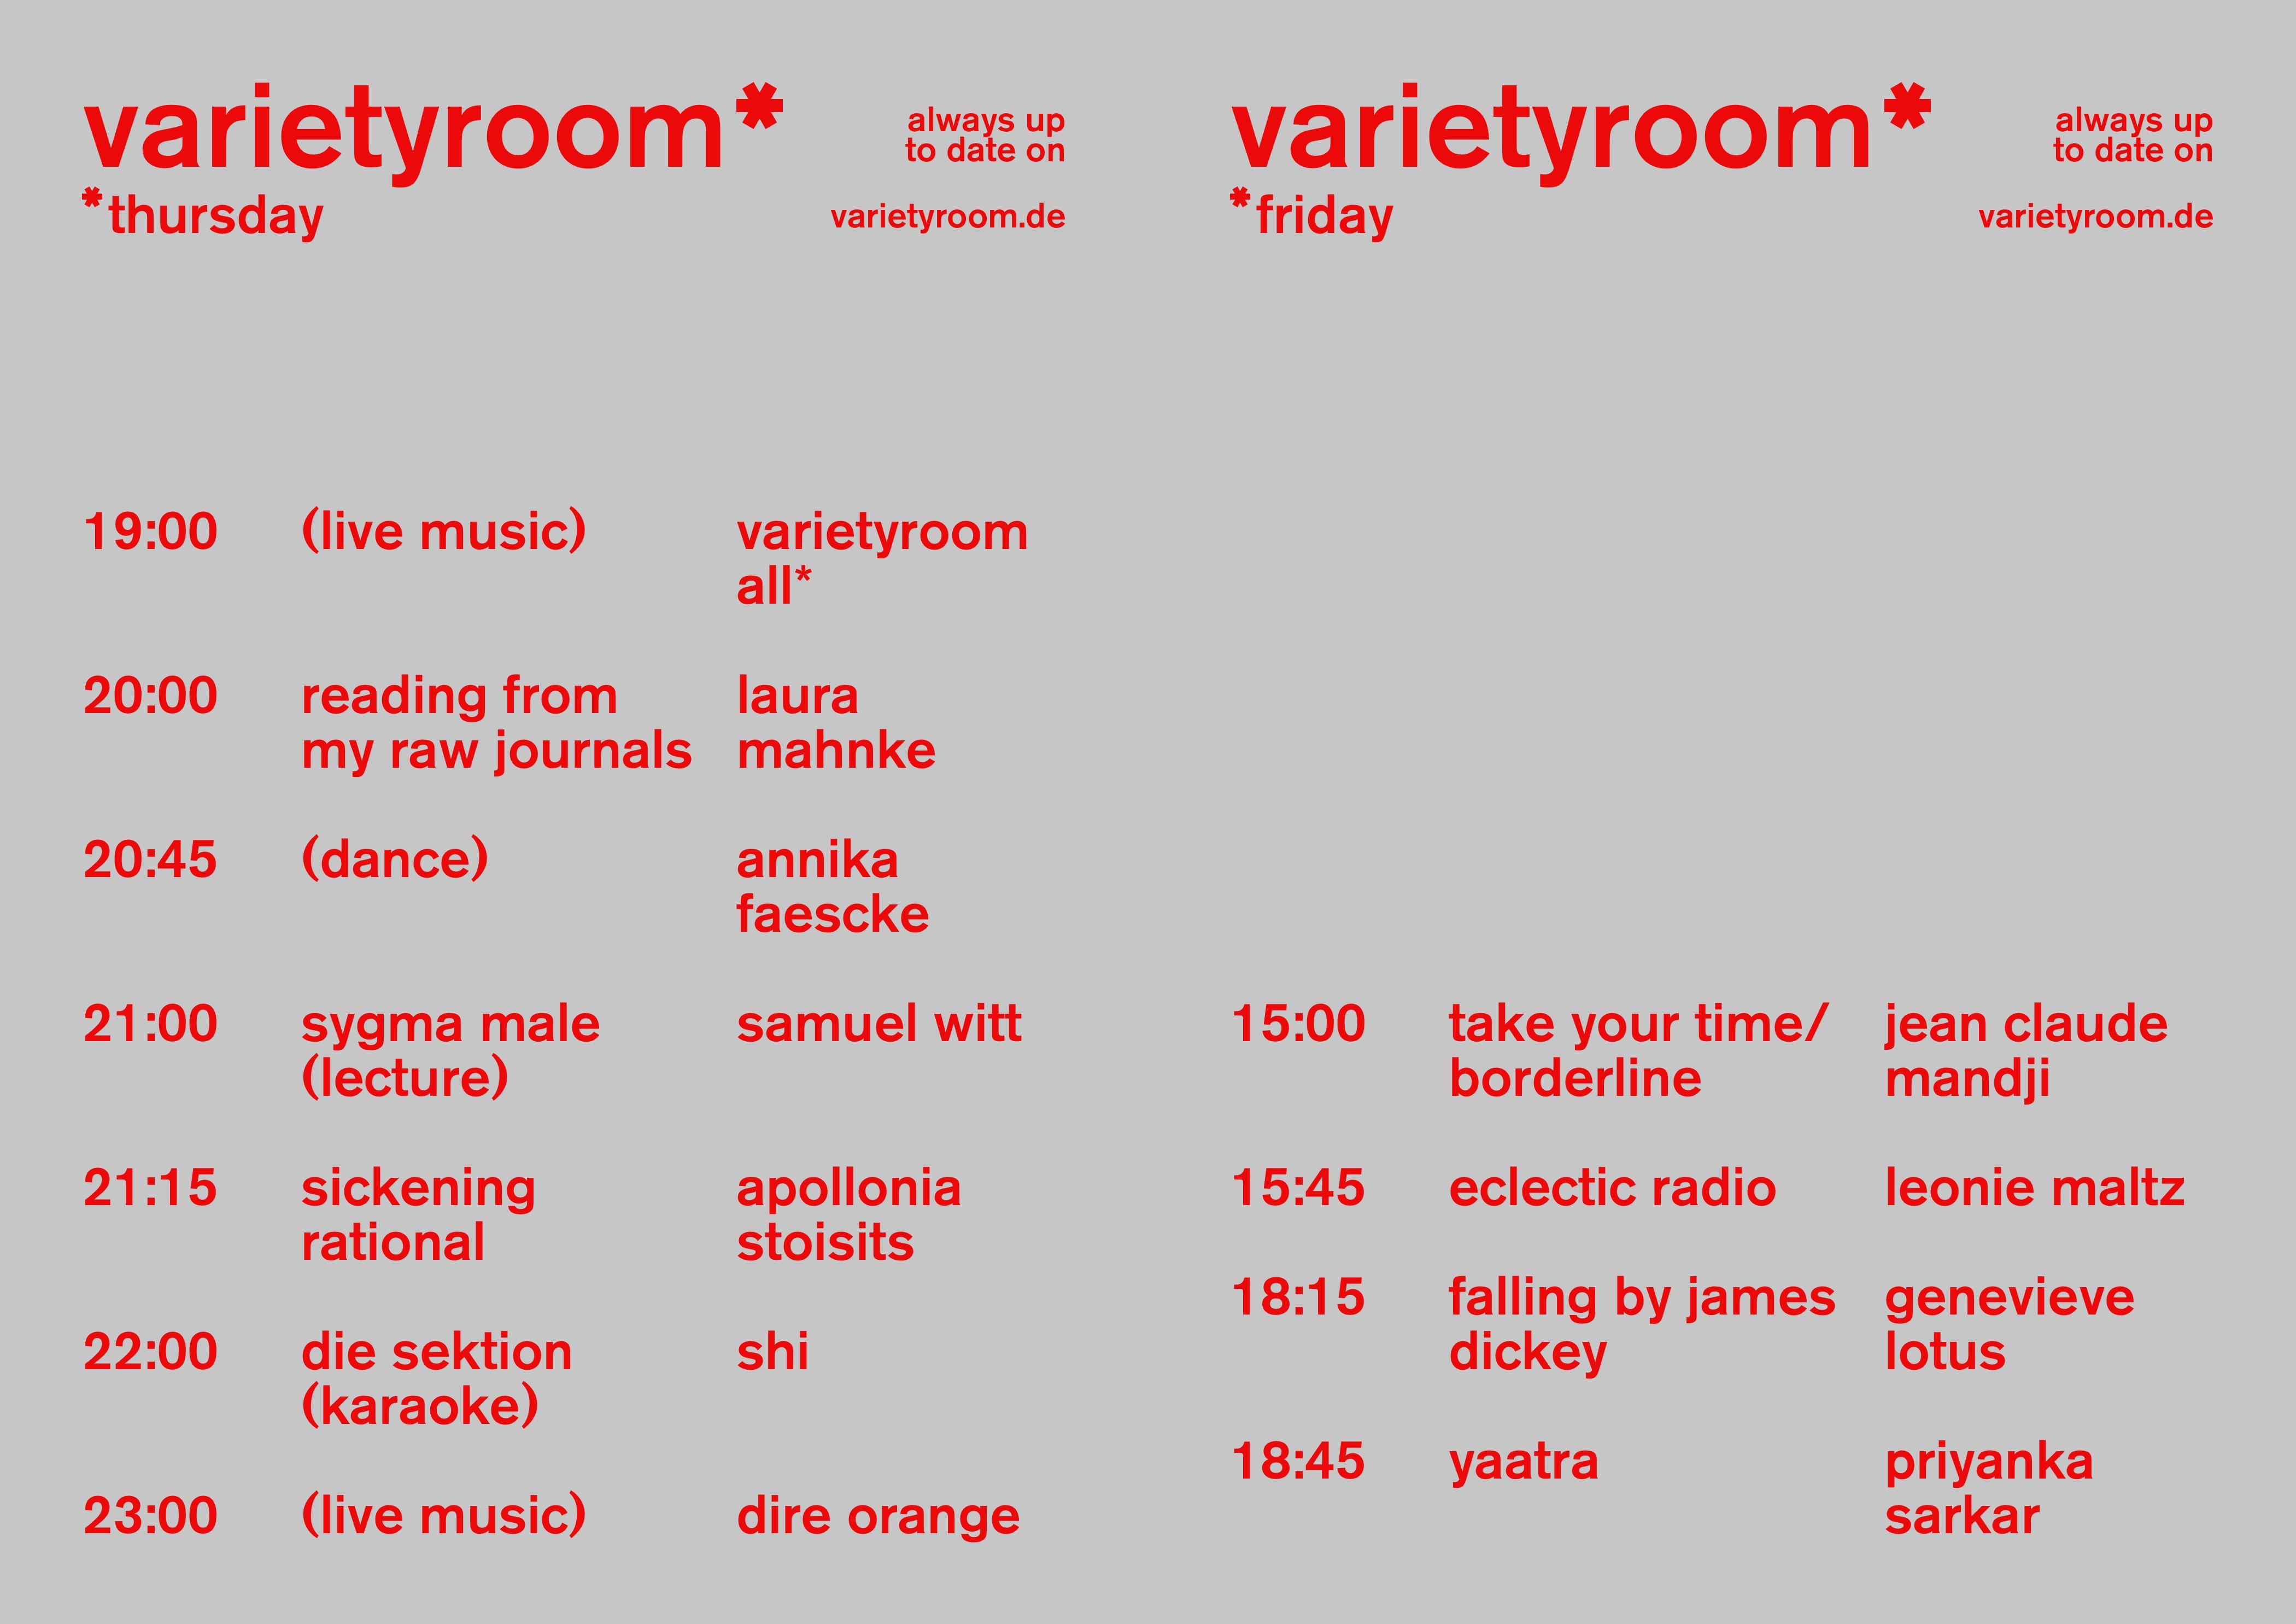 varietyroom*
*thursday
always up
to date on
varietyroom.de
19:00 (live music) varietyroom
all*
20:00 reading from laura
my raw journals mahnke
20:45 (dance) annika
faescke
21:00 sygma male samuel witt
(lecture)
21:15 sickening apollonia
rational stoisits
22:00 die sektion shi
(karaoke)
23:00 (live music) dire orange
varietyroom*
*friday
always up
to date on
varietyroom.de
15:00 take your time/ jean claude
borderline mandji
15:45 eclectic radio leonie maltz
18:15 falling by james genevieve
dickey lotus
18:45 yaatra priyanka
sarkar